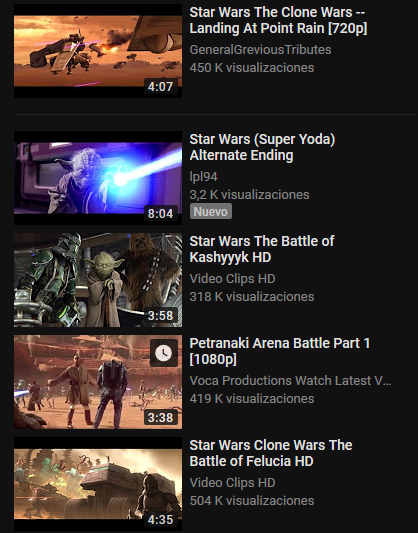 Star Wars The Clone Wars --
Landing At Point Rain [720p]
GeneralGreviousTributes
450 K visualizaciones
4:07
Star Wars (Super Yoda)
Alternate Ending
lpl94
3,2 K visualizaciones
Nuevo
8:04
Star Wars The Battle of
Kashyyyk HD
Video Clips HD
318 K visualizaciones
3:58
Petranaki Arena Battle Part 1
[1080p]
Voca Productions Watch Latest V...
419 K visualizaciones
3:38
Star Wars Clone Wars The
Battle of Felucia HD
Video Clips HD
504 K visualizaciones
4:35